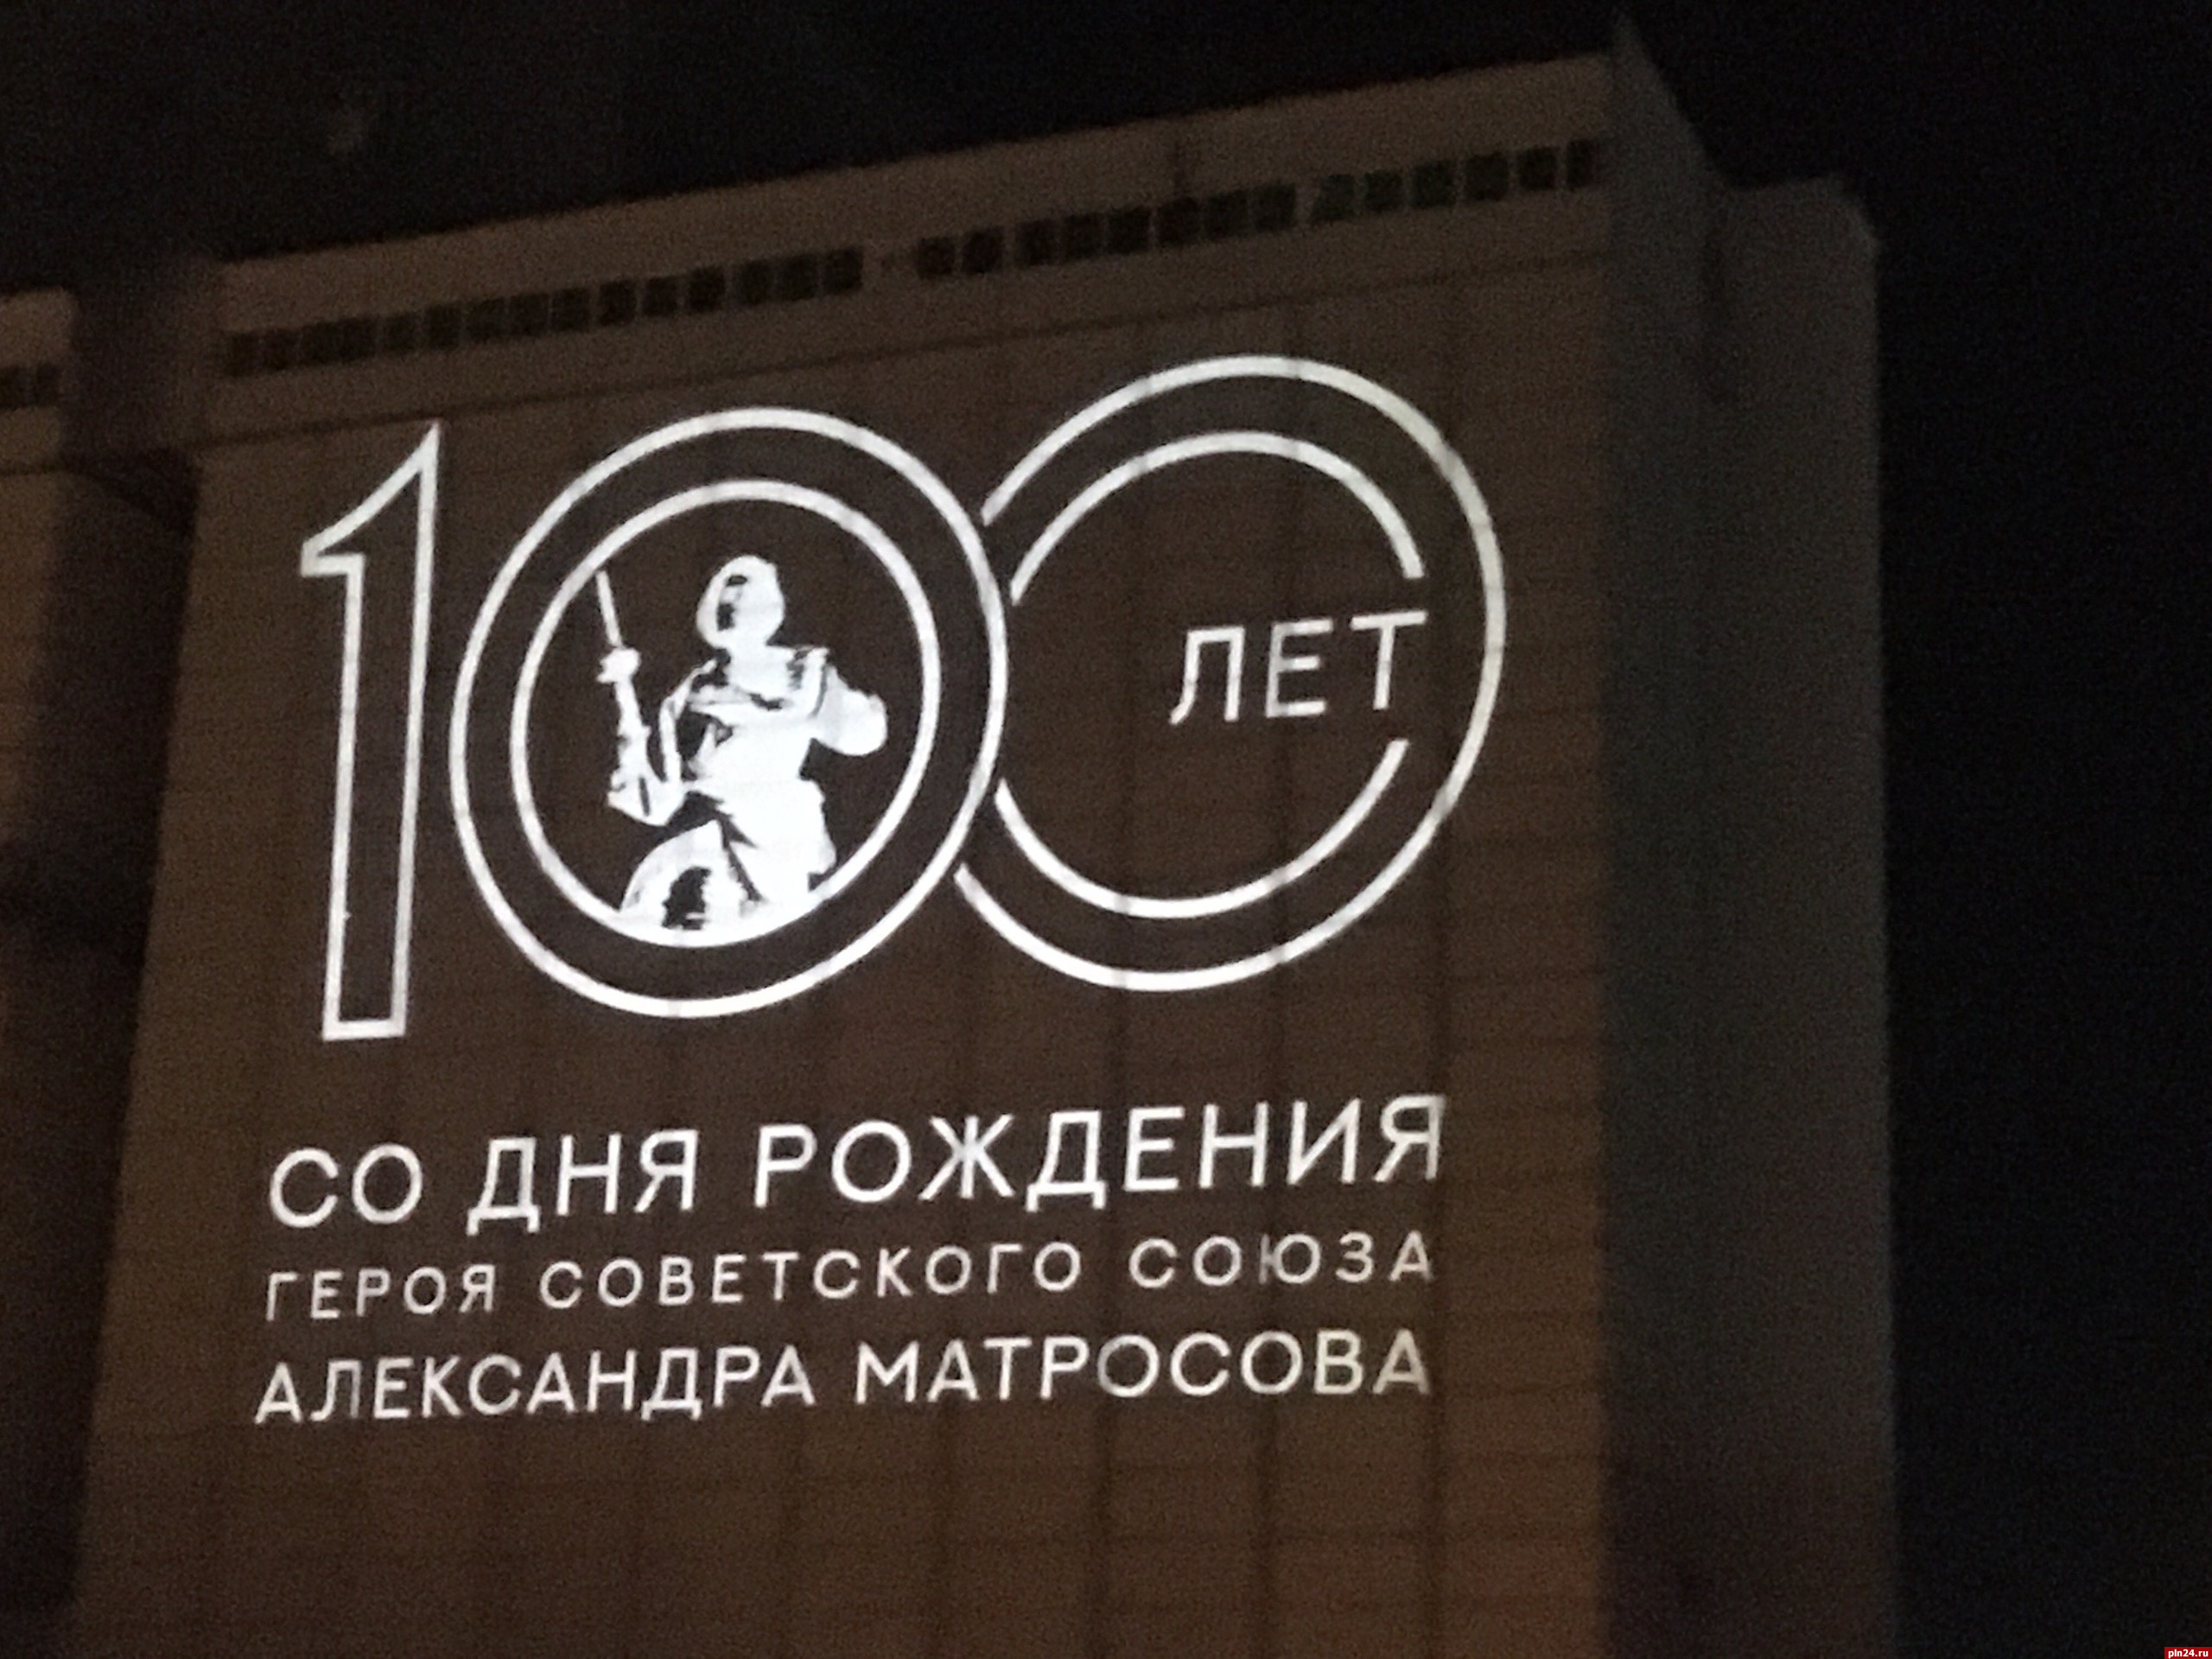 100
ЛЕТ
СО ДНЯ РОЖДЕНИЯ
ГЕРОЯ СОВЕТСКОГО СОЮЗА
АЛЕКСАНДРА МАТРОСОВА
pln24.ru